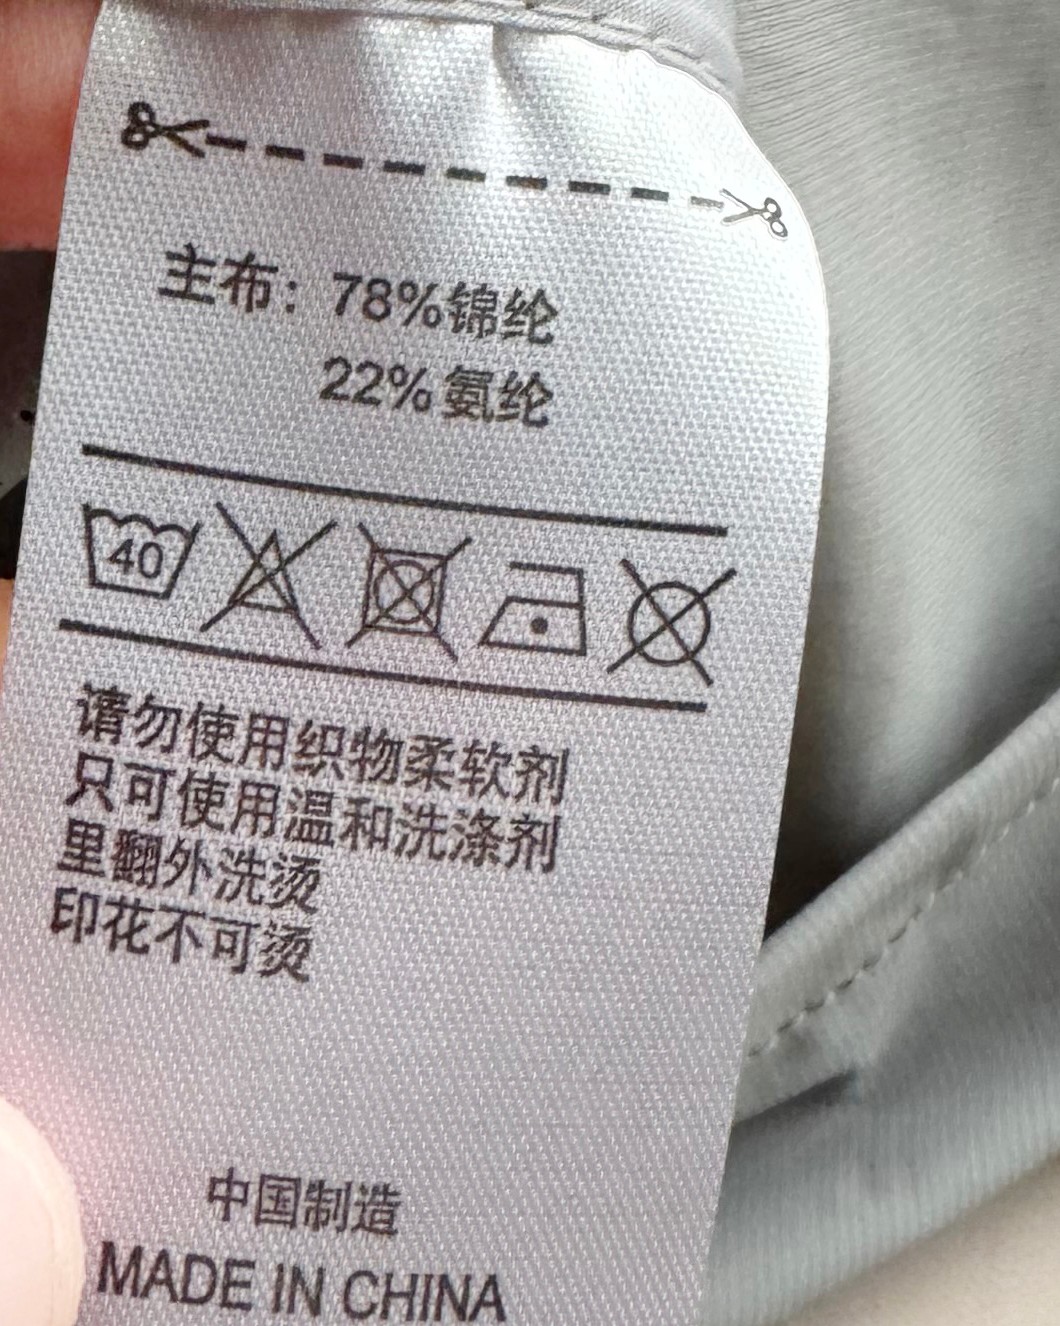 主布：78%锦纶
22%氨纶
40
请勿使用织物柔软剂
只可使用温和洗涤剂
里翻外洗烫
印花不可烫
中国制造
MADE IN CHINA